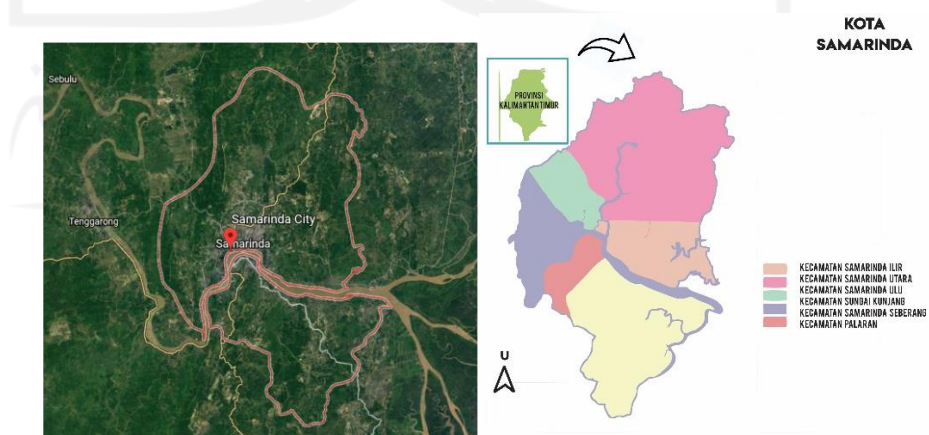 Sebulu
Tenggarong
Samarinda City
Samarinda
PROVINSI
KALIMANTAN TIMUR
KOTA
SAMARINDA
KECAMATAN SAMARINDA ILIR
KECAMATAN SAMARINDA UTARA
KECAMATAN SAMARINDA ULU
KECAMATAN SUNGAI KUNJANG
KECAMATAN SAMARINDA SEBERANG
KECAMATAN PALARAN
U